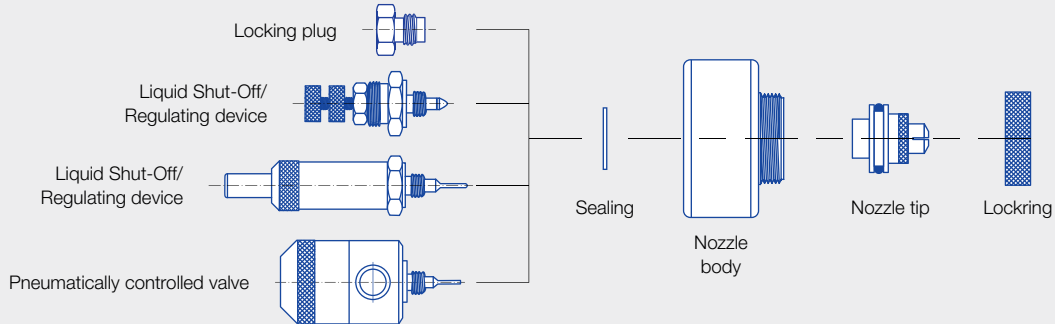 Locking plug
Liquid Shut-Off/
Regulating device
Liquid Shut-Off/
Regulating device
Pneumatically controlled valve
Sealing
Nozzle
body
Nozzle tip
Lockring